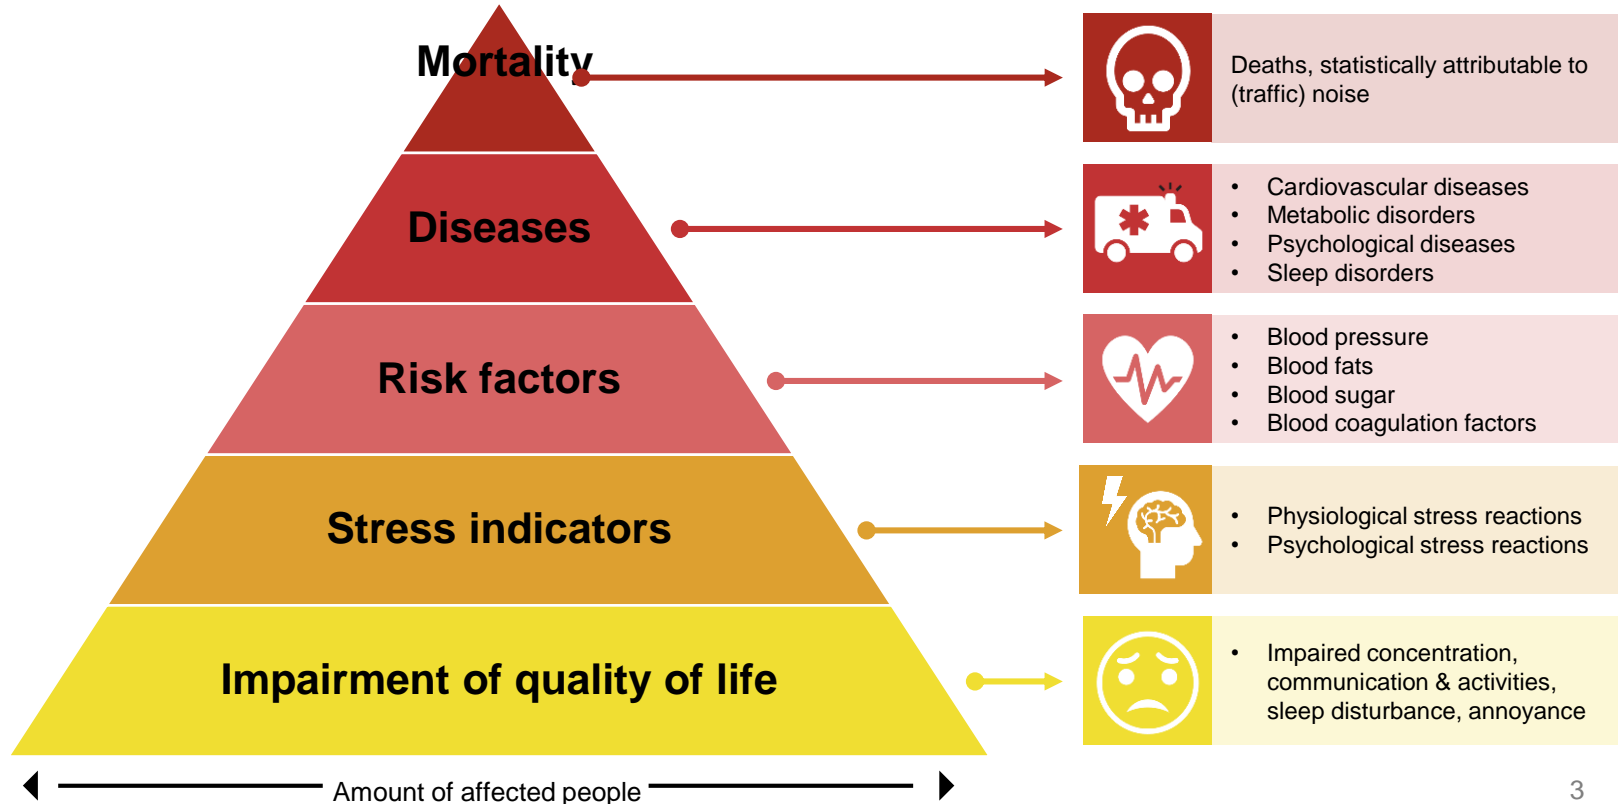 Mortality
Deaths, statistically attributable to
(traffic) noise
Diseases
• Cardiovascular diseases
• Metabolic disorders
• Psychological diseases
• Sleep disorders
Risk factors
• Blood pressure
• Blood fats
• Blood sugar
• Blood coagulation factors
Stress indicators
• Physiological stress reactions
• Psychological stress reactions
Impairment of quality of life
• Impaired concentration,
communication & activities,
sleep disturbance, annoyance
Amount of affected people
3